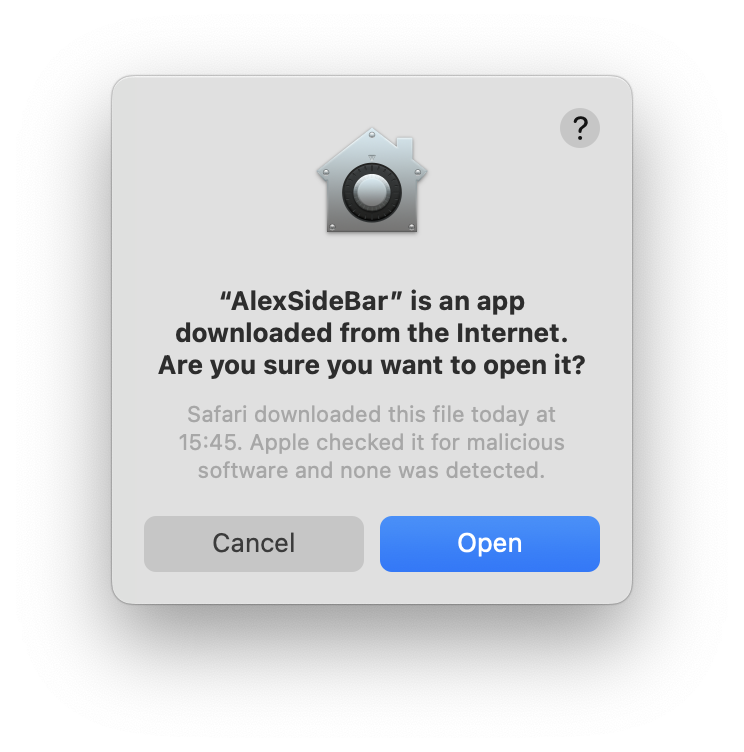 ?
“AlexSideBar” is an app
downloaded from the Internet.
Are you sure you want to open it?
Safari downloaded this file today at
15:45. Apple checked it for malicious
software and none was detected.
Cancel
Open